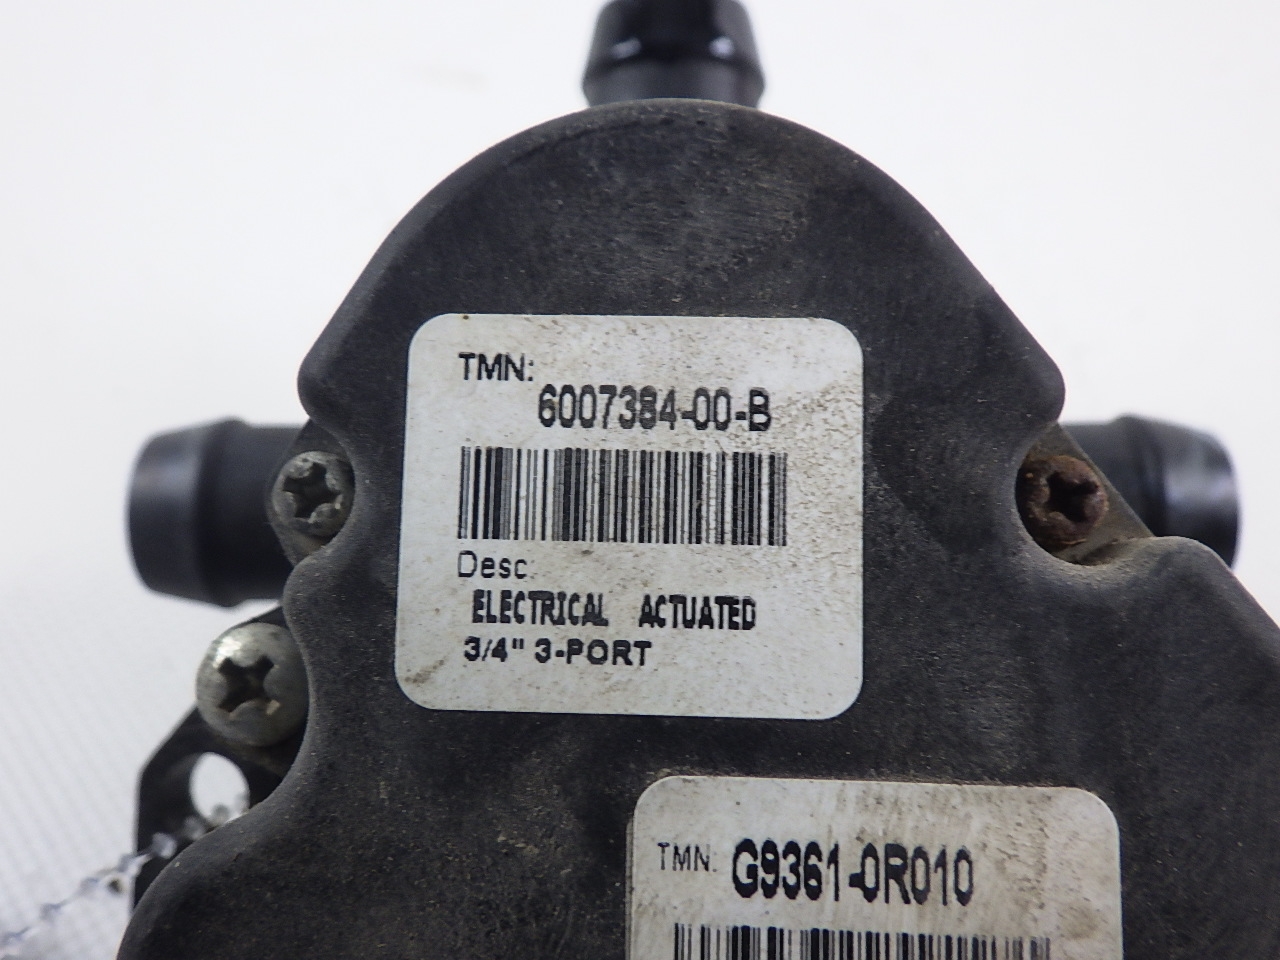 TMN:
6007384-00-B
Desc:
ELECTRICAL ACTUATED
3/4" 3-PORT
TMN: G9361-0R010